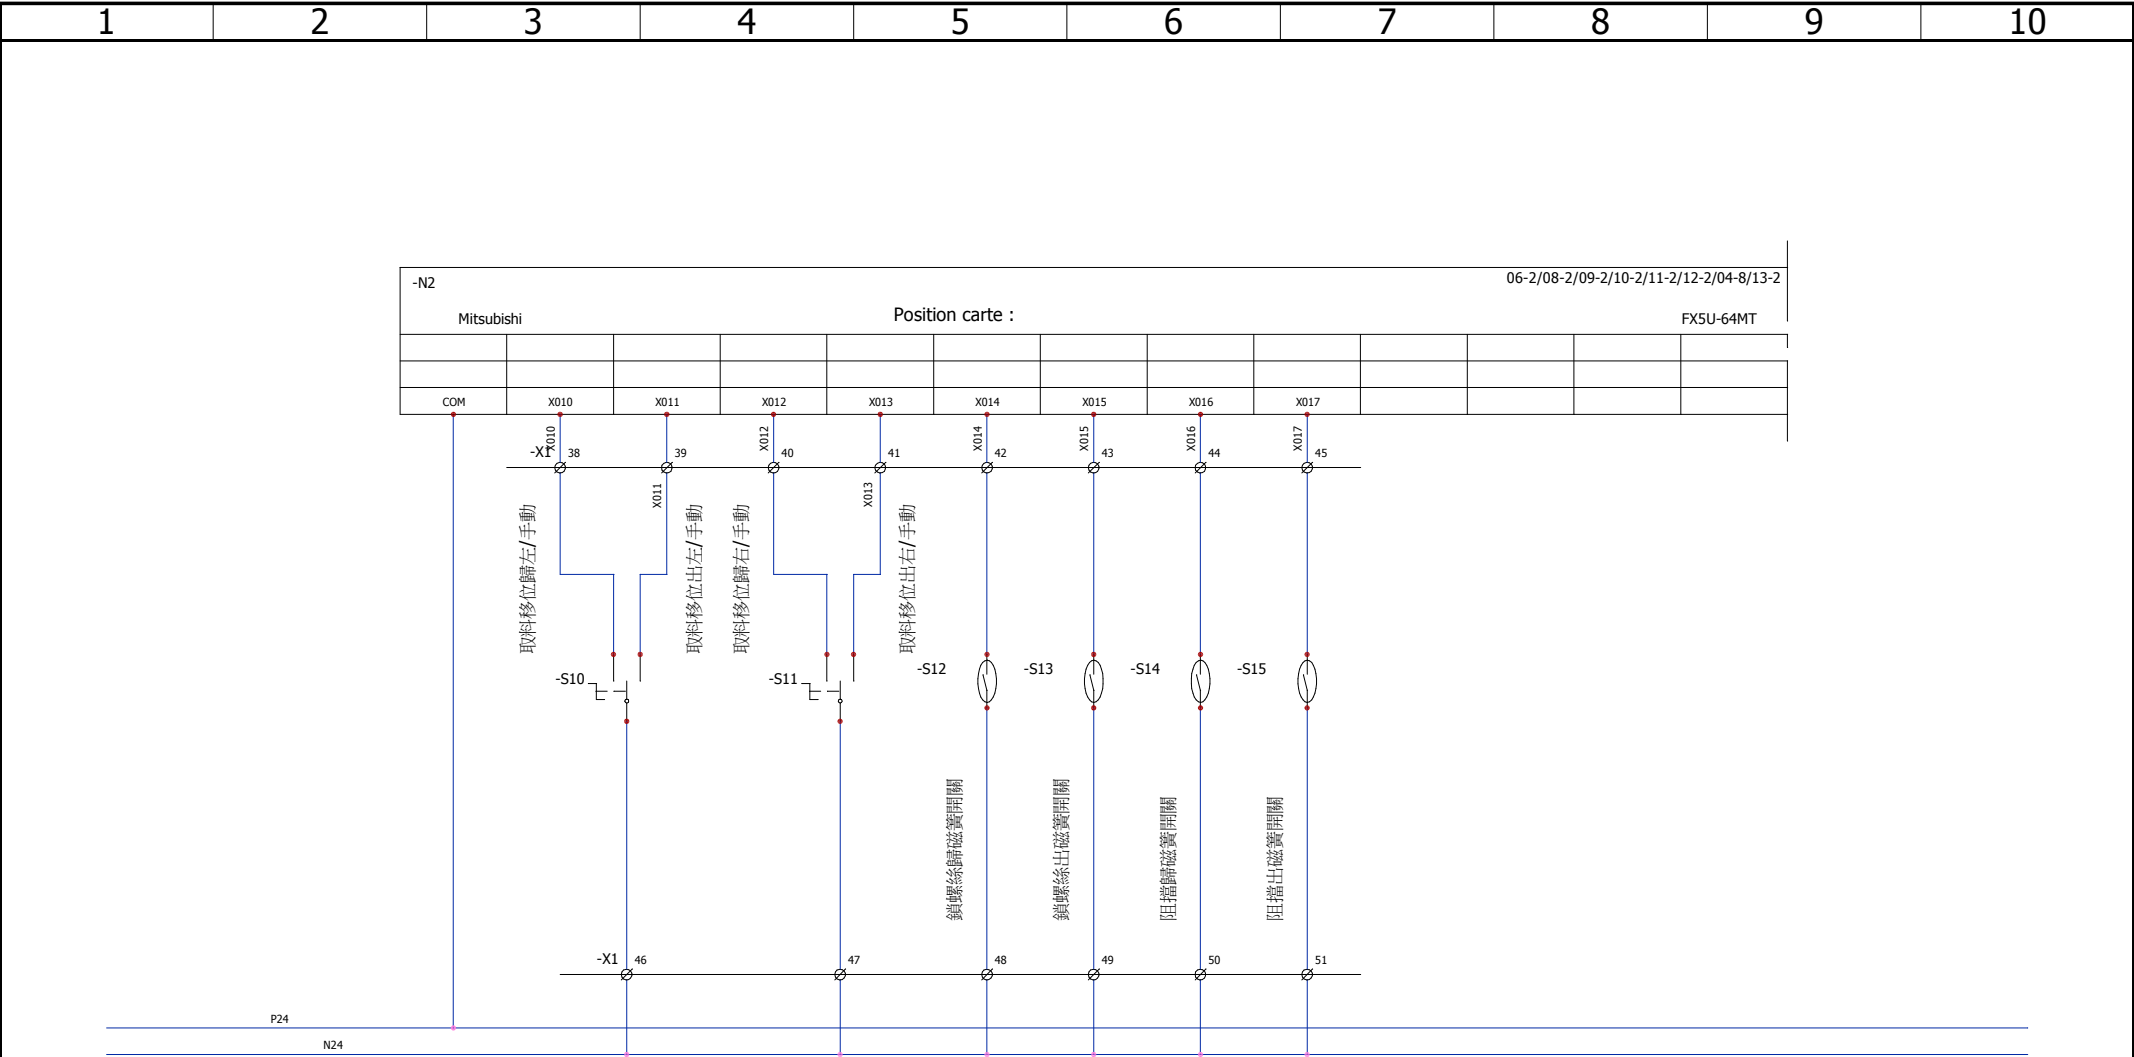 1 2 3 4 5 6 7 8 9 10
-N2 06-2/08-2/09-2/10-2/11-2/12-2/04-8/13-2
Mitsubishi Position carte : FX5U-64MT
COM X010 X011 X012 X013 X014 X015 X016 X017
X010 X012 X014 X015 X016 X017
-X1 38 39 40 41 42 43 44 45
X011 X013
取料移位歸左/手動
取料移位出左/手動
取料移位歸右/手動
取料移位出右/手動
-S10 -S11 -S12 -S13 -S14 -S15
鎖螺絲歸磁簧開關
鎖螺絲出磁簧開關
阻擋歸磁簧開關
阻擋出磁簧開關
-X1 46 47 48 49 50 51
P24
N24